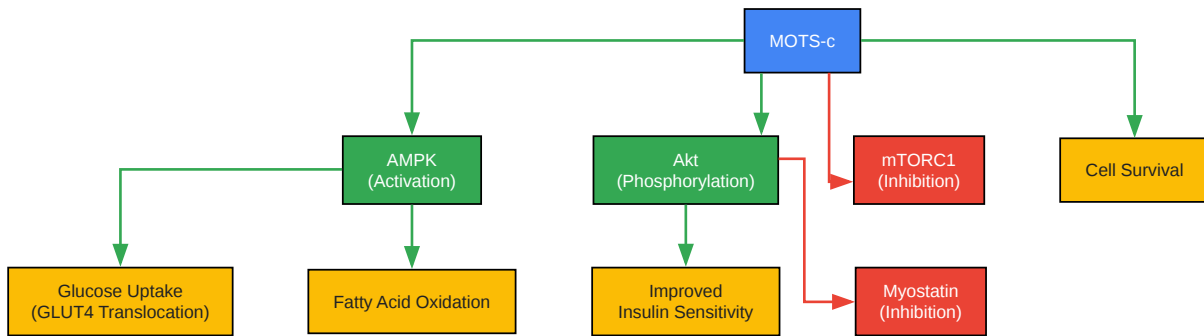 MOTS-c
AMPK
(Activation)
Akt
(Phosphorylation)
mTORC1
(Inhibition)
Cell Survival
Glucose Uptake
(GLUT4 Translocation)
Fatty Acid Oxidation
Improved
Insulin Sensitivity
Myostatin
(Inhibition)